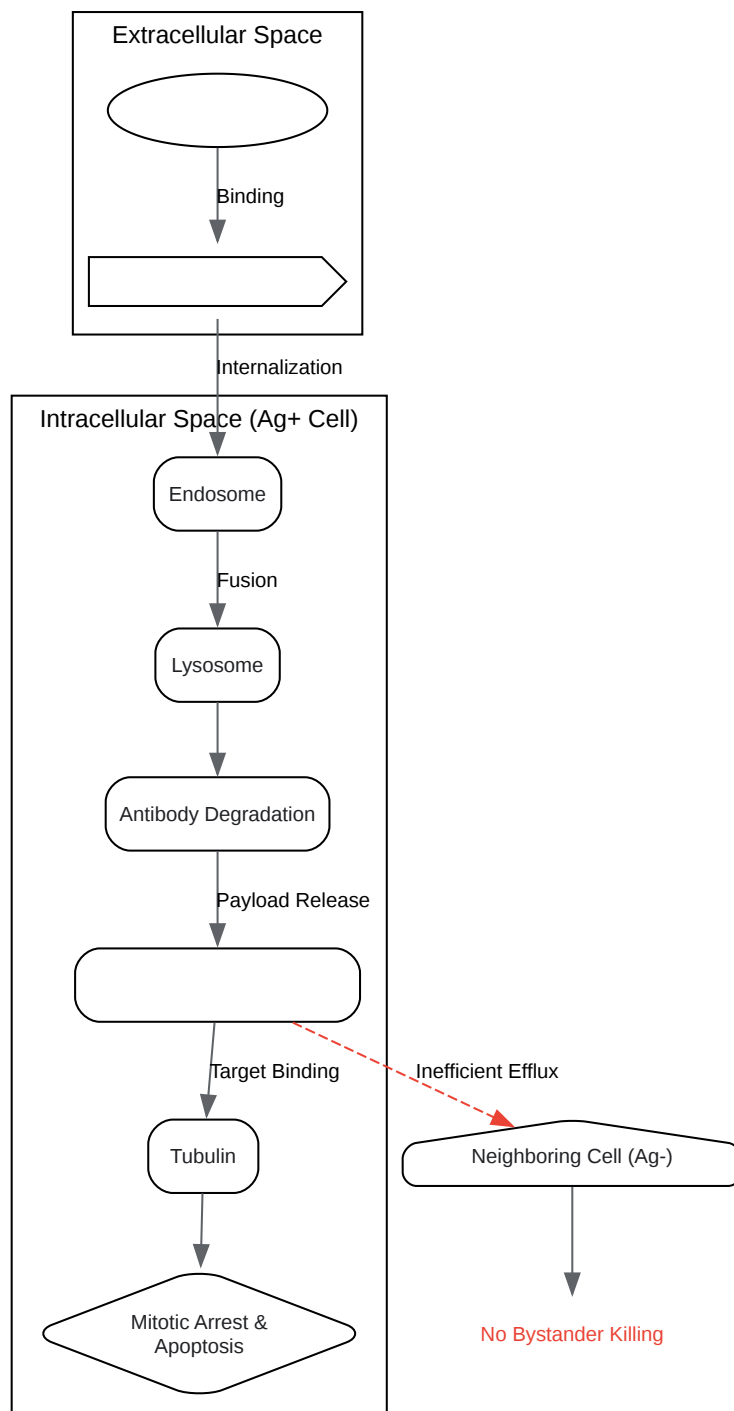 Extracellular Space
Binding
Internalization
Intracellular Space (Ag+ Cell)
Endosome
Fusion
Lysosome
Antibody Degradation
Payload Release
Target Binding
Inefficient Efflux
Tubulin
Neighboring Cell (Ag-)
Mitotic Arrest &
Apoptosis
No Bystander Killing